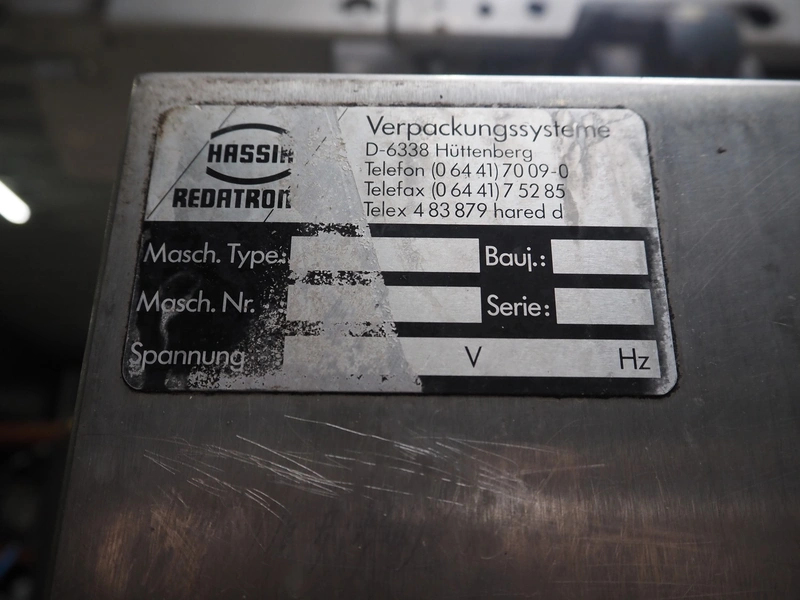 HASSIA
REDATRON
Verpackungssysteme
D-6338 Hüttenberg
Telefon (0 64 41) 70 09-0
Telefax (0 64 41) 7 52 85
Telex 4 83 879 hared d
Masch. Type:
Bauj.:
Masch. Nr.
Serie:
Spannung
V
Hz